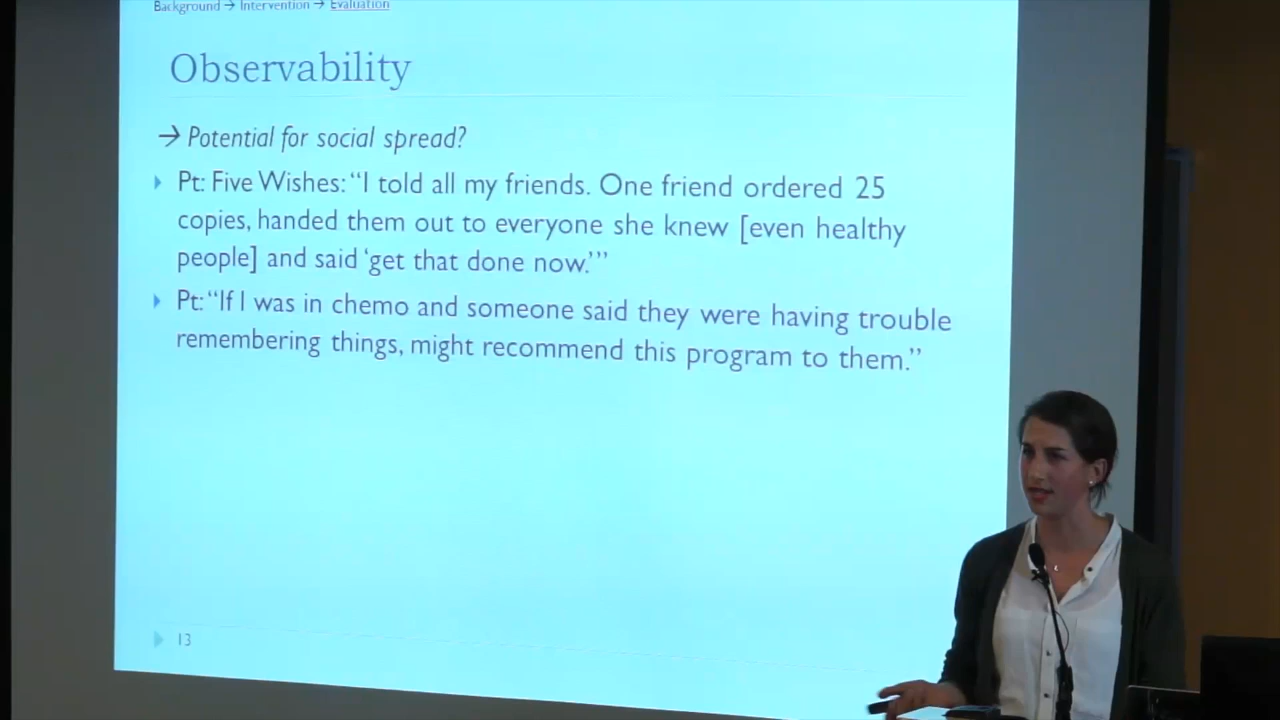 Background → Intervention → Evaluation
Observability
→ Potential for social spread?
Pt: Five Wishes: “I told all my friends. One friend ordered 25
copies, handed them out to everyone she knew [even healthy
people] and said ‘get that done now.’”
Pt: “If I was in chemo and someone said they were having trouble
remembering things, might recommend this program to them.”
13